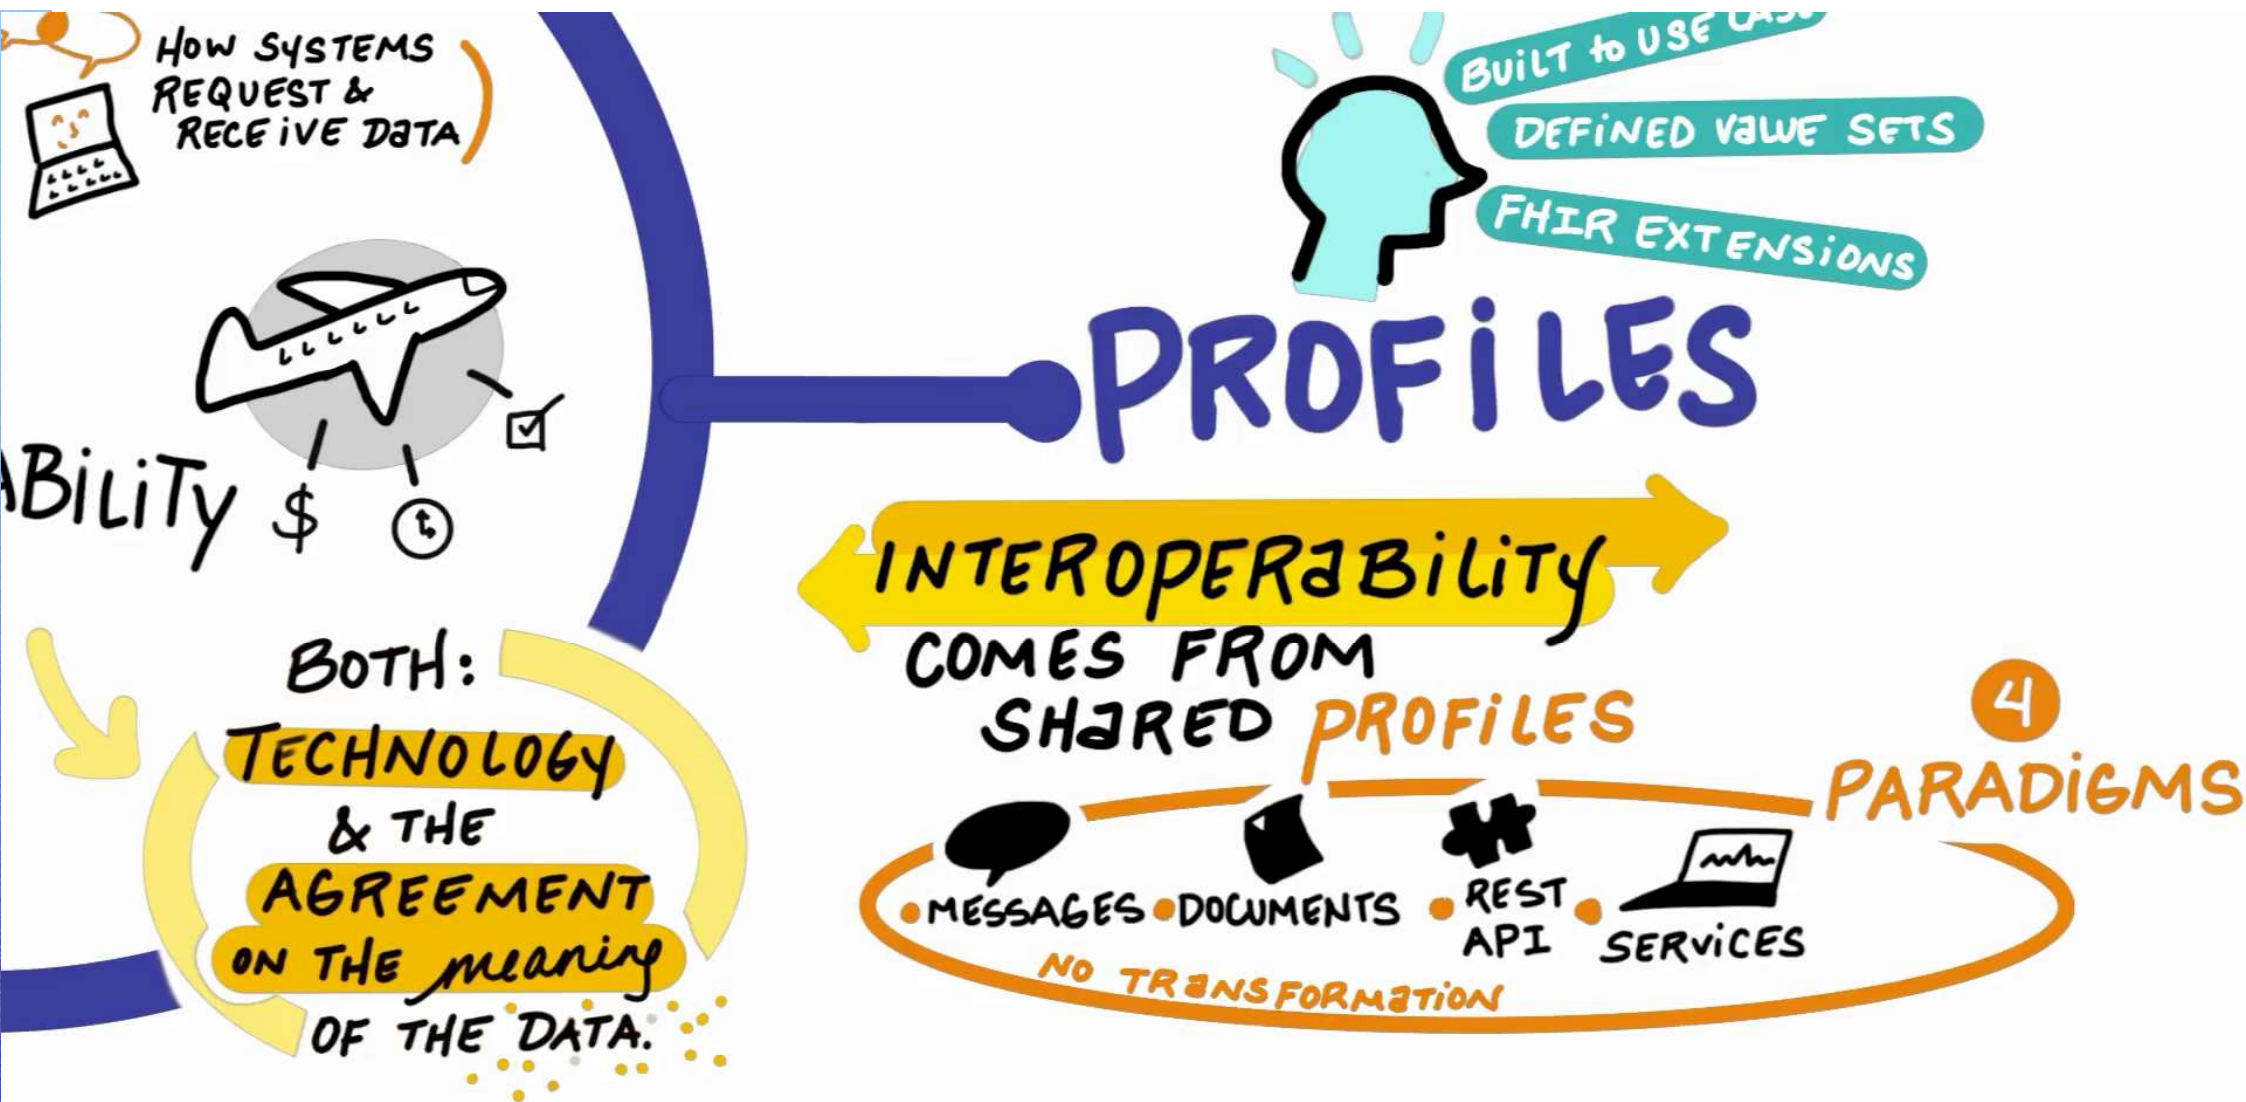 HOW SYSTEMS
REQUEST &
RECEIVE DATA
ABILITY
$
BOTH:
TECHNOLOGY
& THE
AGREEMENT
ON THE meaning
OF THE DATA.
BUILT to USE CASE
DEFINED VALUE SETS
FHIR EXTENSIONS
PROFILES
INTEROPERABILITY
COMES FROM
SHARED PROFILES
4
PARADIGMS
• MESSAGES • DOCUMENTS • REST API • SERVICES
NO TRANSFORMATION